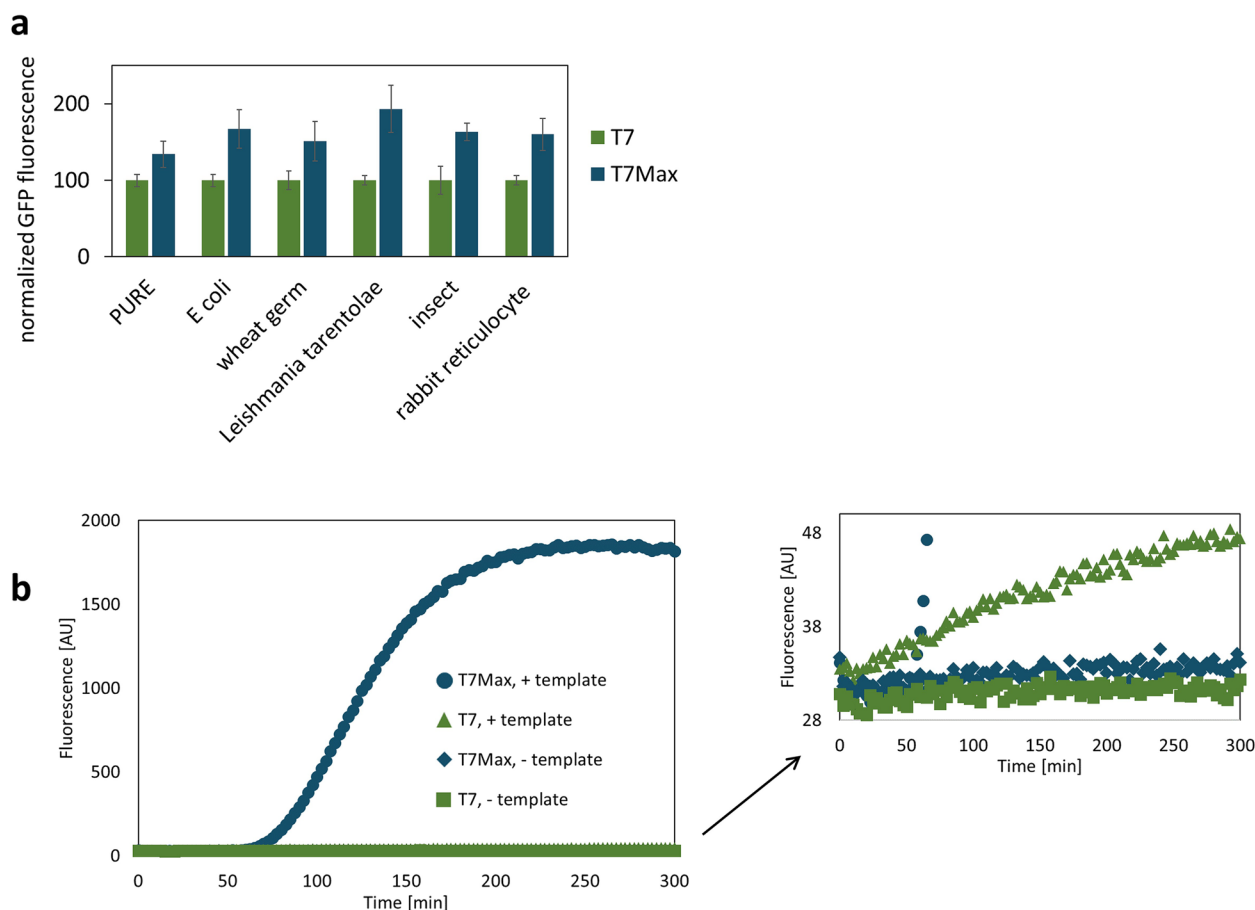 a
normalized GFP fluorescence
200
100
0
PURE
E coli
wheat germ
Leishmania tarentolae
insect
rabbit reticulocyte
T7
T7Max
b
Fluorescence [AU]
2000
1500
1000
500
0
0 50 100 150 200 250 300
Time [min]
T7Max, + template
T7, + template
T7Max, - template
T7, - template
Fluorescence [AU]
48
38
28
0 50 100 150 200 250 300
Time [min]